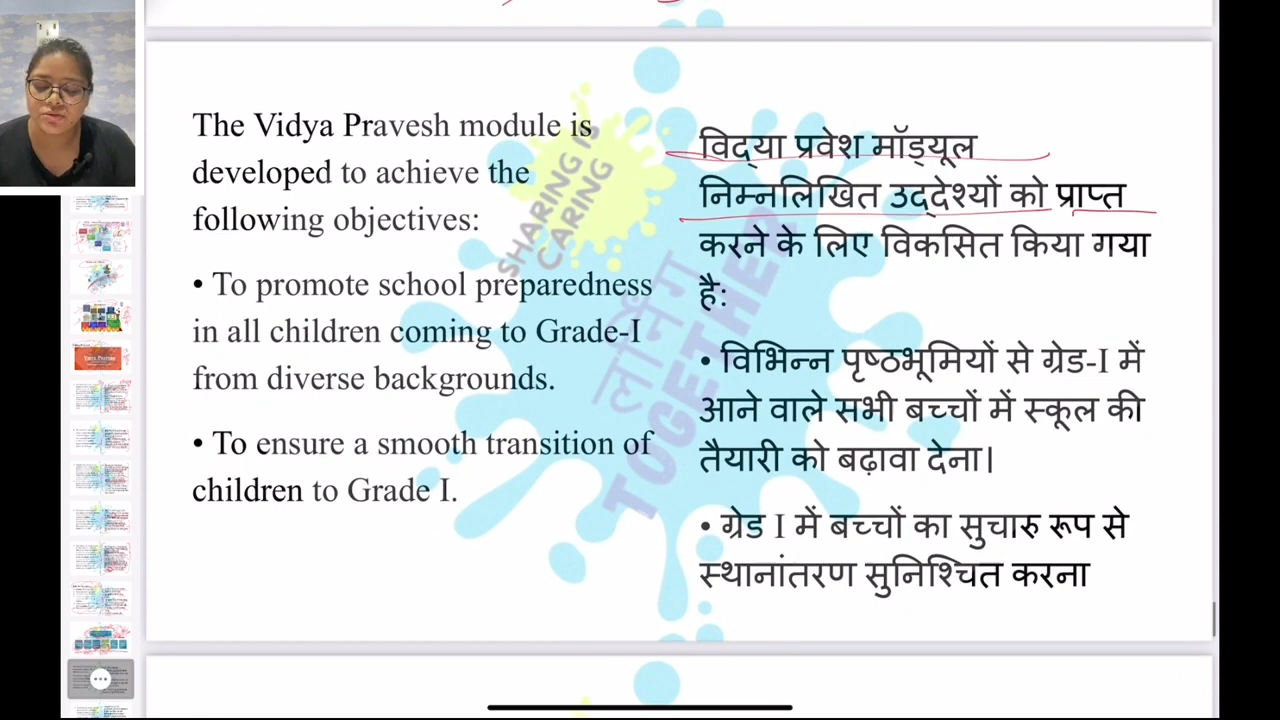 The Vidya Pravesh module is
developed to achieve the
following objectives:
• To promote school preparedness
in all children coming to Grade-I
from diverse backgrounds.
• To ensure a smooth transition of
children to Grade I.
विद्या प्रवेश मॉड्यूल
निम्नलिखित उद्देश्यों को प्राप्त
करने के लिए विकसित किया गया
है:
• विभिन्न पृष्ठभूमियों से ग्रेड-I में
आने वाले सभी बच्चों में स्कूल की
तैयारी को बढ़ावा देना|
• ग्रेड I में बच्चों का सुचारु रूप से
स्थानांतरण सुनिश्चित करना
SHARING IS
CARING
TOGETHER